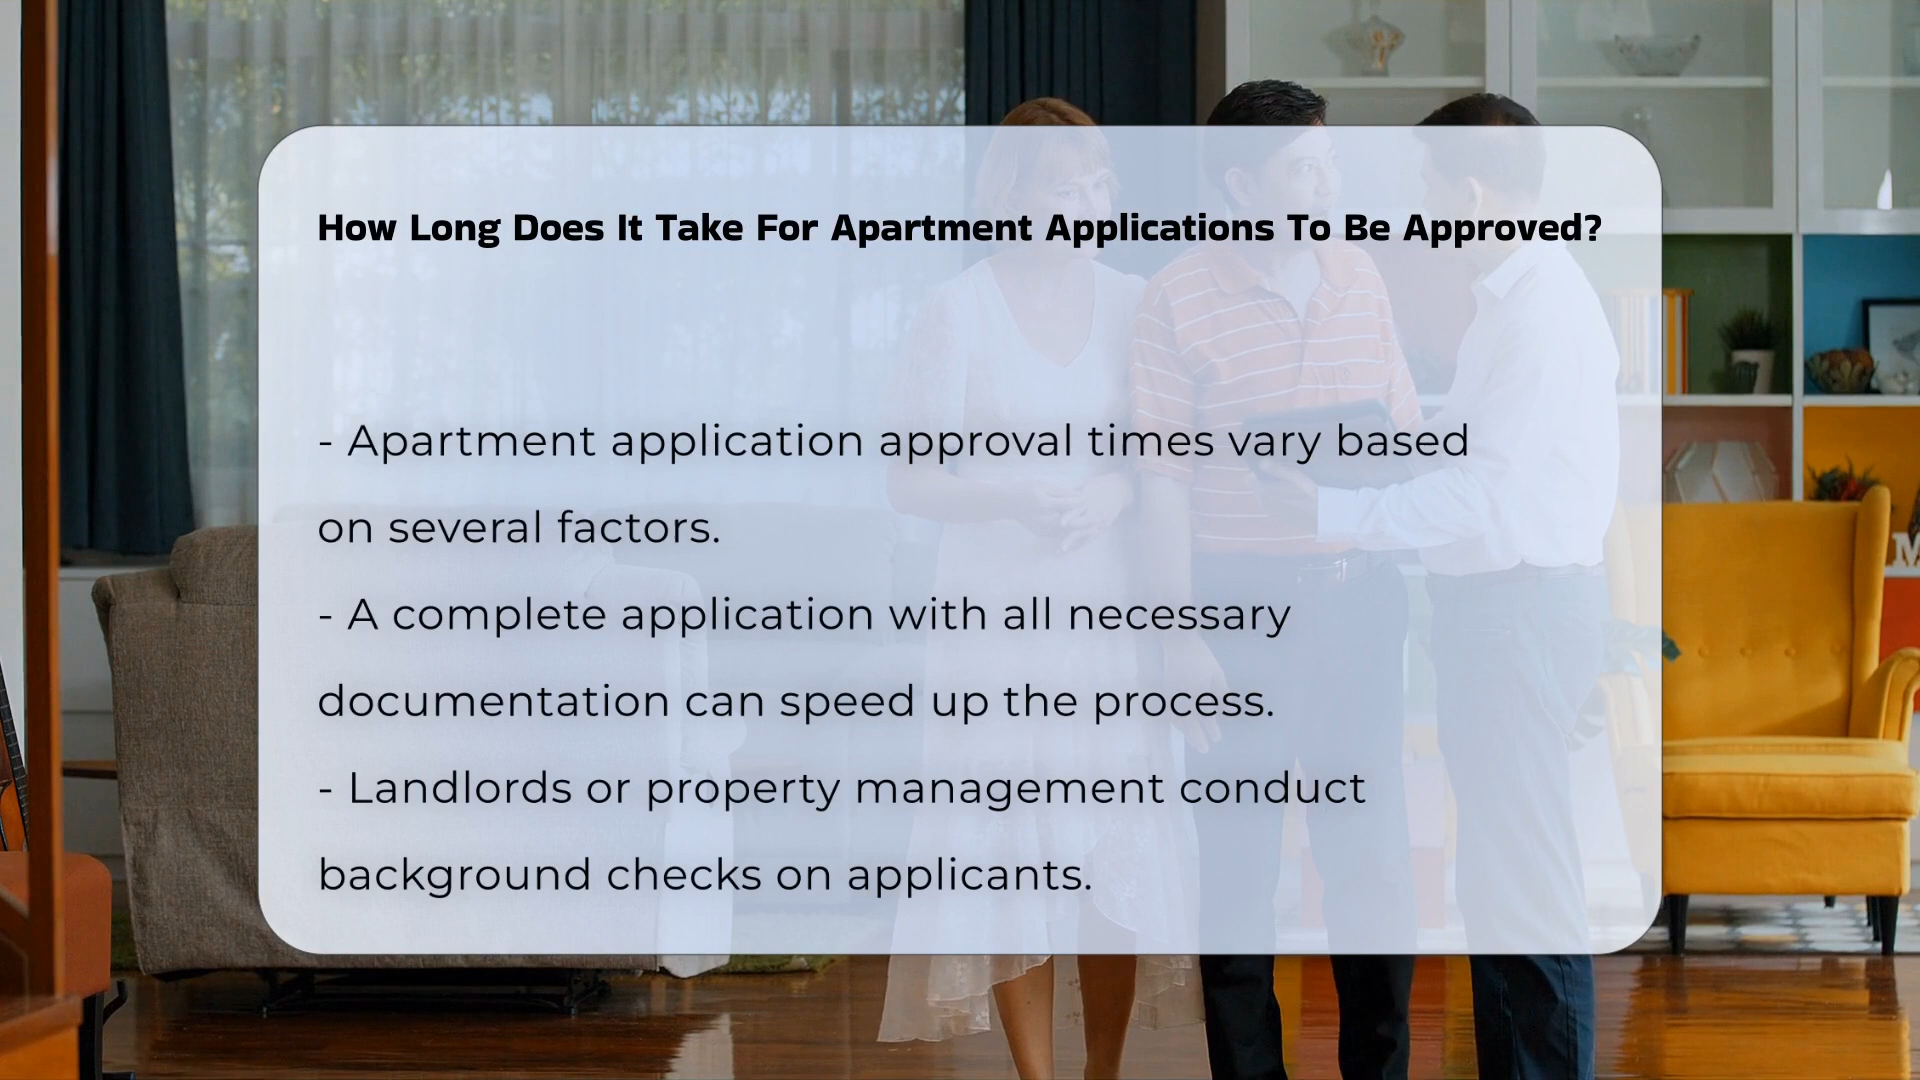 How Long Does It Take For Apartment Applications To Be Approved?
- Apartment application approval times vary based
on several factors.
- A complete application with all necessary
documentation can speed up the process.
- Landlords or property management conduct
background checks on applicants.
M